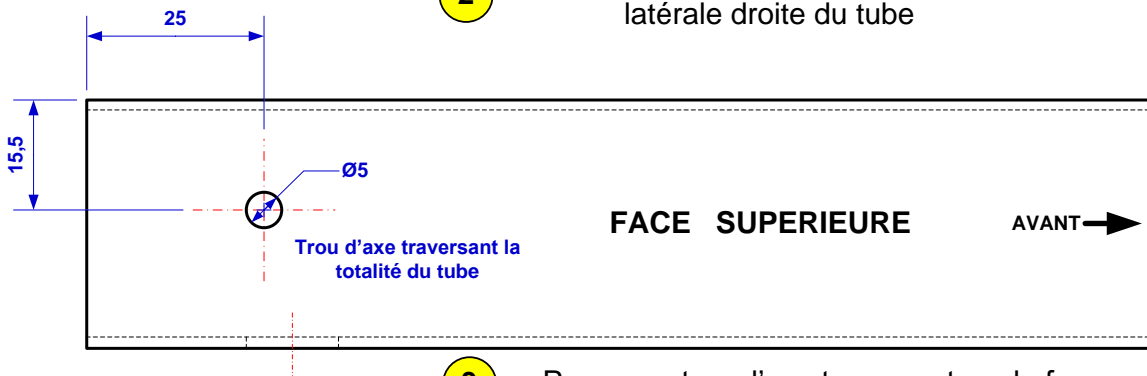 latérale droite du tube
25
15,5
Ø5
Trou d'axe traversant la
totalité du tube
FACE SUPERIEURE
AVANT